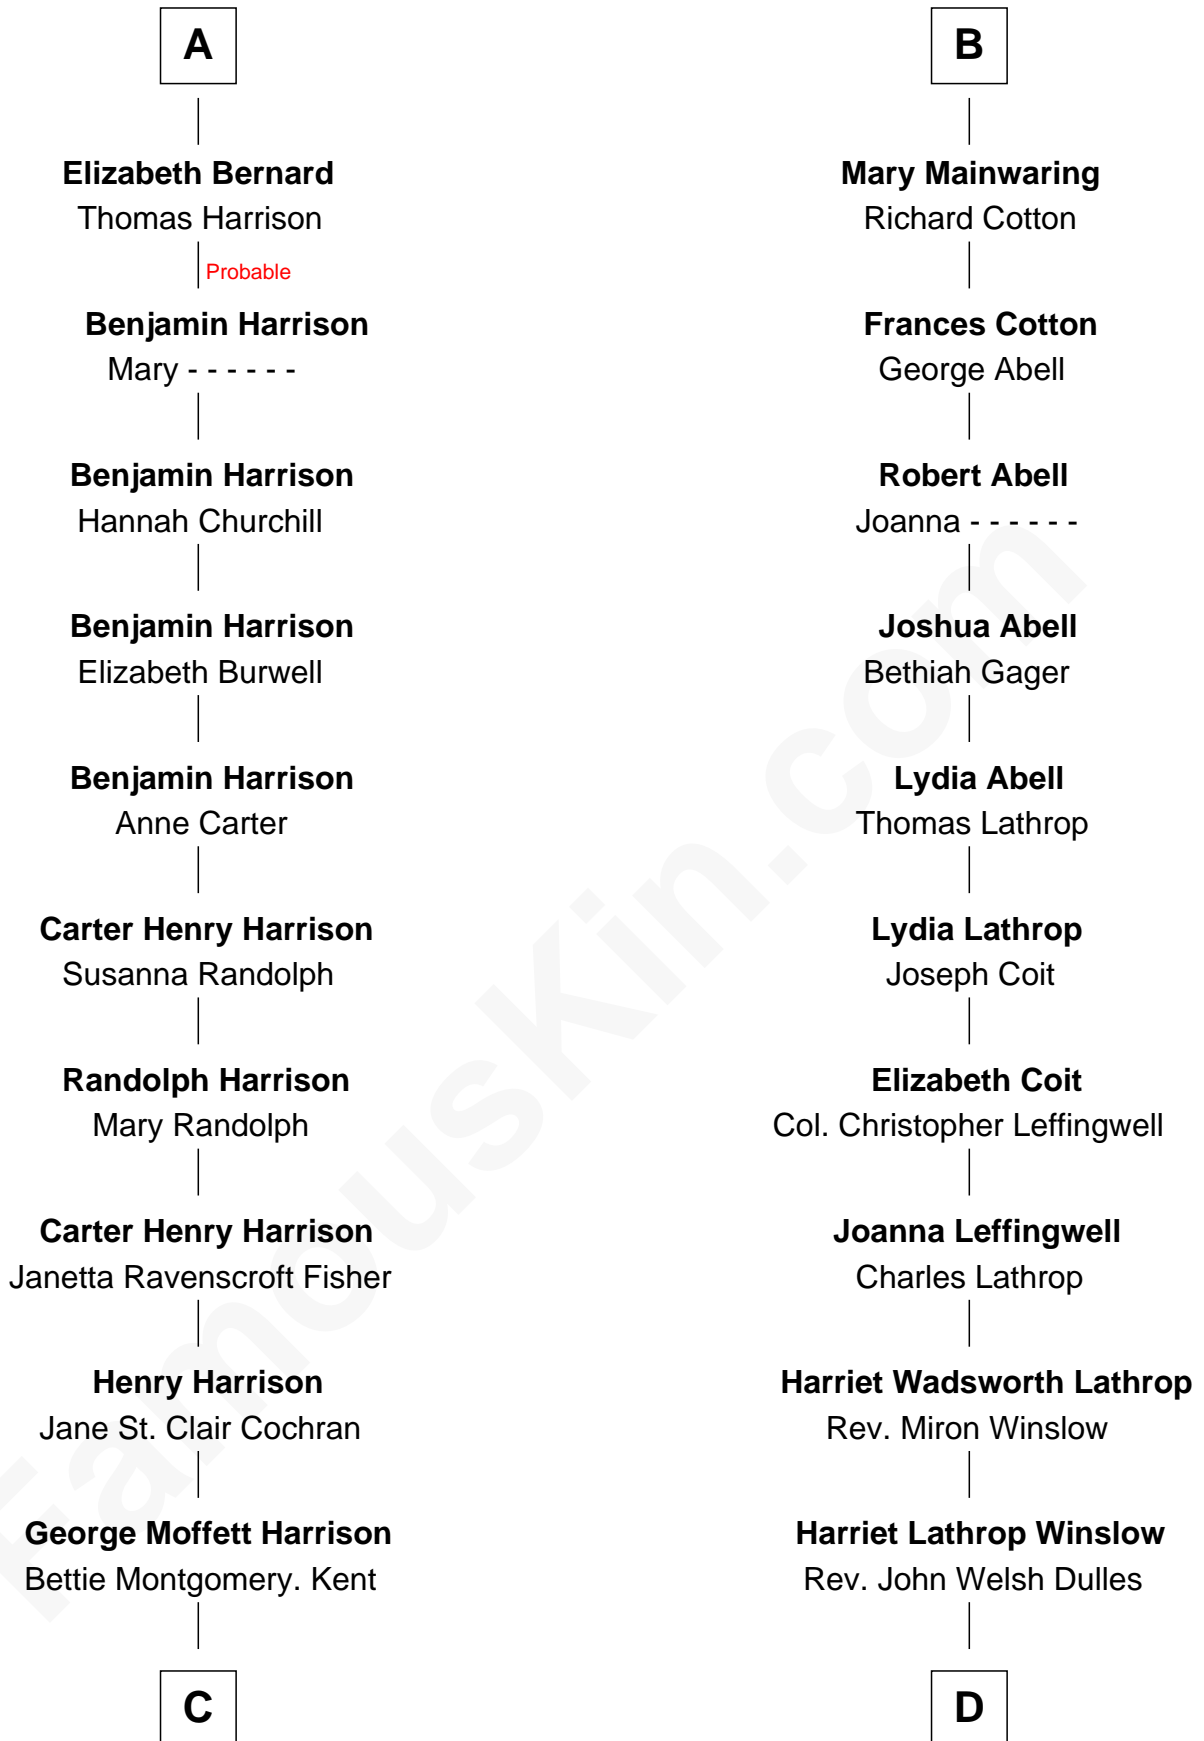 A
Elizabeth Bernard
Thomas Harrison
Probable
Benjamin Harrison
Mary - - - - - -
Benjamin Harrison
Hannah Churchill
Benjamin Harrison
Elizabeth Burwell
Benjamin Harrison
Anne Carter
Carter Henry Harrison
Susanna Randolph
Randolph Harrison
Mary Randolph
Carter Henry Harrison
Janetta Ravenscroft Fisher
Henry Harrison
Jane St. Clair Cochran
George Moffett Harrison
Bettie Montgomery. Kent
C
B
Mary Mainwaring
Richard Cotton
Frances Cotton
George Abell
Robert Abell
Joanna - - - - - -
Joshua Abell
Bethiah Gager
Lydia Abell
Thomas Lathrop
Lydia Lathrop
Joseph Coit
Elizabeth Coit
Col. Christopher Leffingwell
Joanna Leffingwell
Charles Lathrop
Harriet Wadsworth Lathrop
Rev. Miron Winslow
Harriet Lathrop Winslow
Rev. John Welsh Dulles
D
FamousKin.com